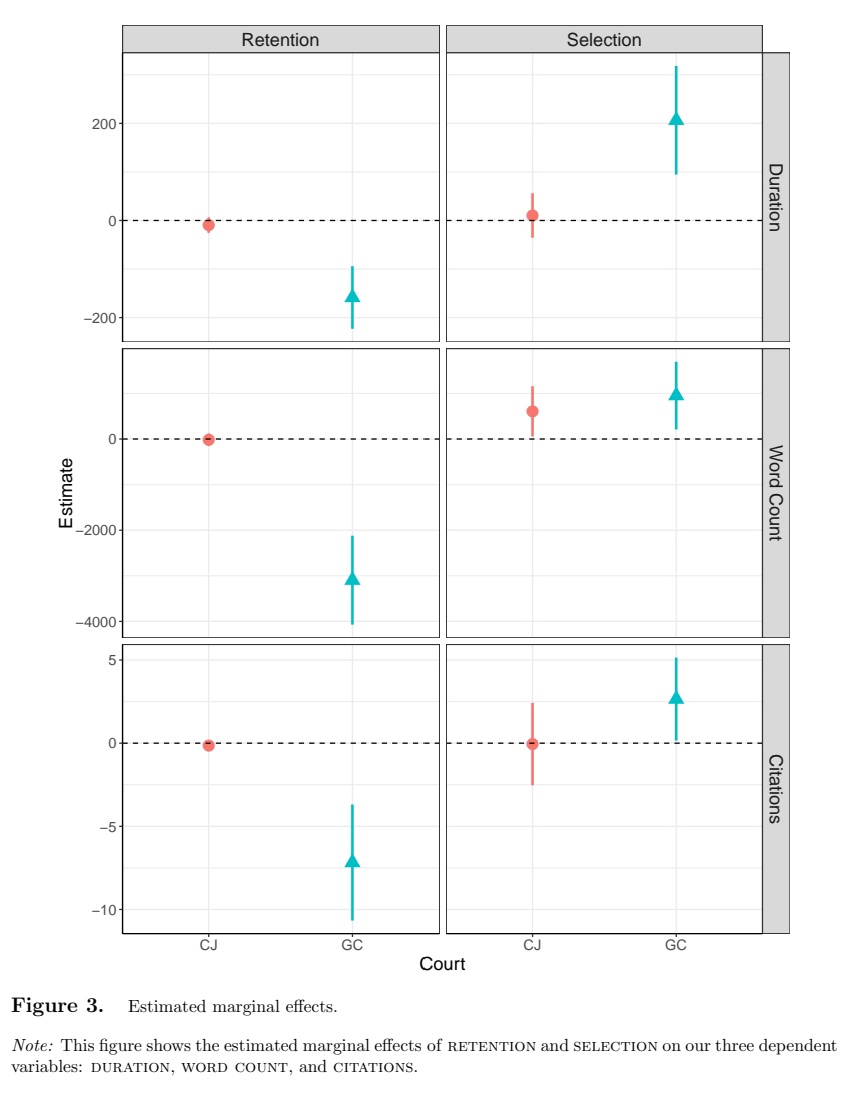 Retention
Selection
200
0
−200
Duration
0
−2000
−4000
Word Count
Estimate
5
0
−5
−10
Citations
CJ
GC
CJ
GC
Court
Figure 3. Estimated marginal effects.
Note: This figure shows the estimated marginal effects of RETENTION and SELECTION on our three dependent
variables: DURATION, WORD COUNT, and CITATIONS.